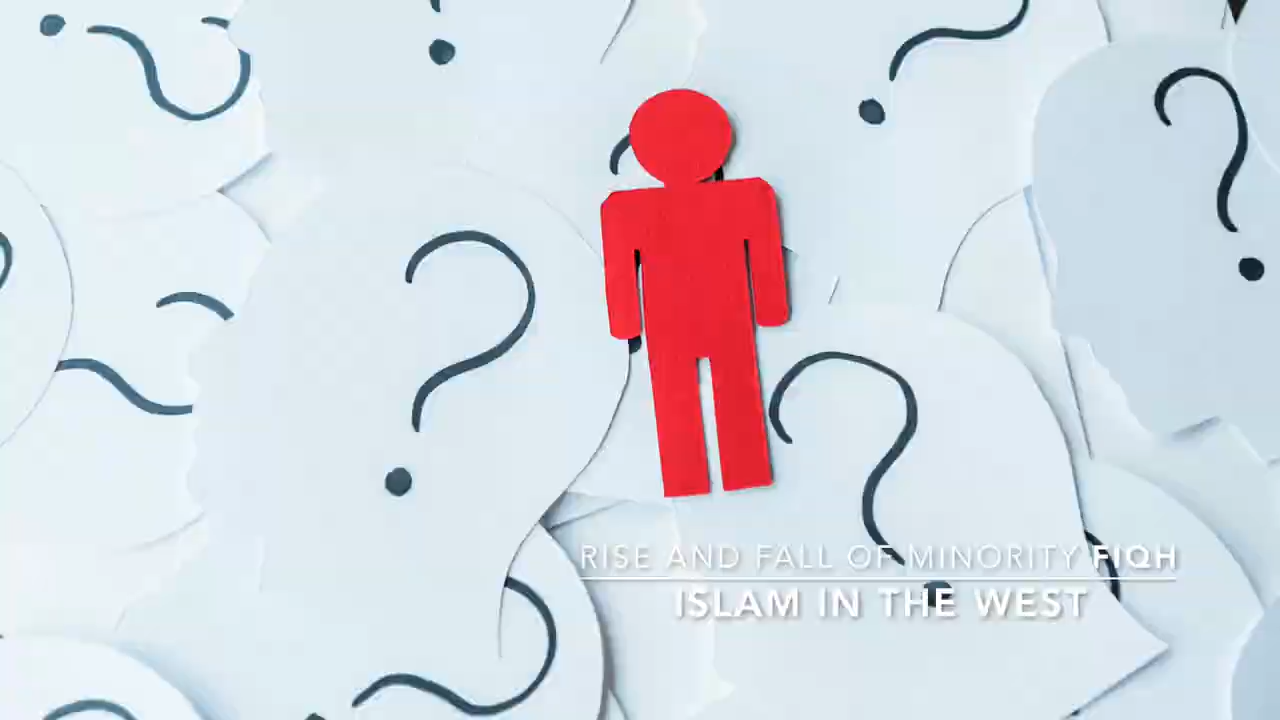 RISE AND FALL OF MINORITY FIQH
ISLAM IN THE WEST